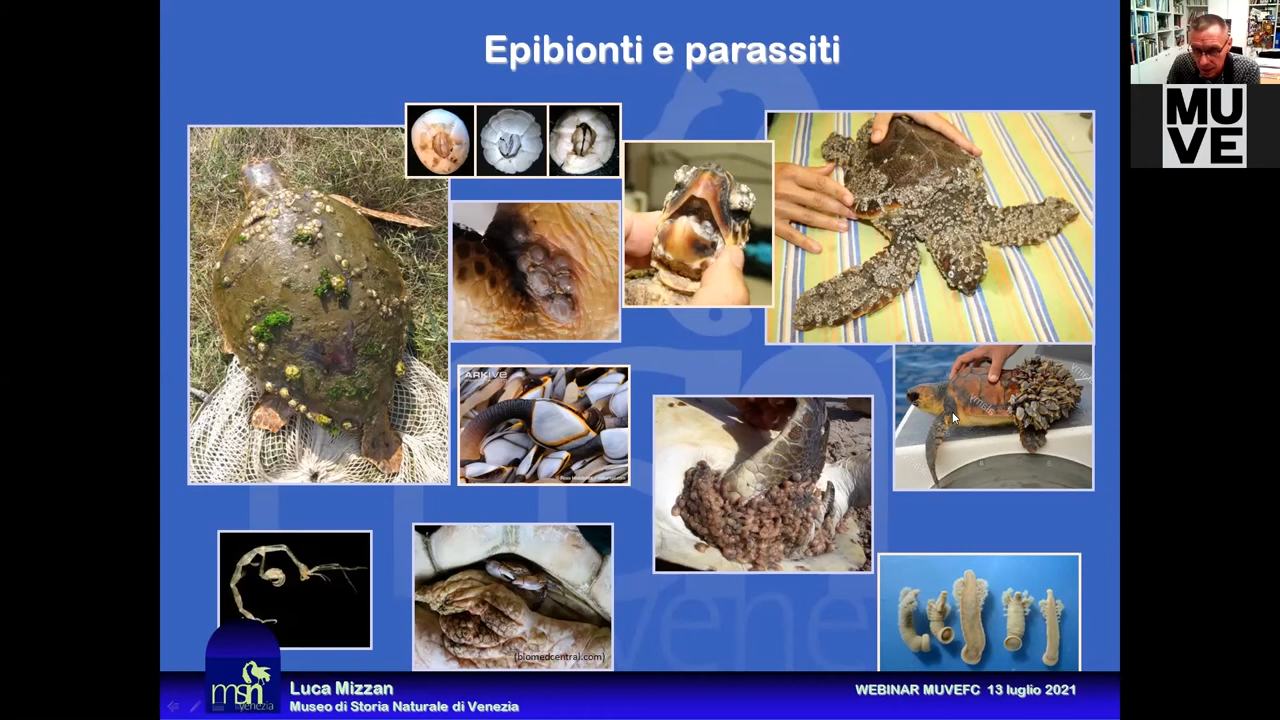 Epibionti e parassiti
MU
VE
ARKIVE
(biomedcentral.com)
msn
venezia
Luca Mizzan
Museo di Storia Naturale di Venezia
WEBINAR MUVEFC 13 luglio 2021